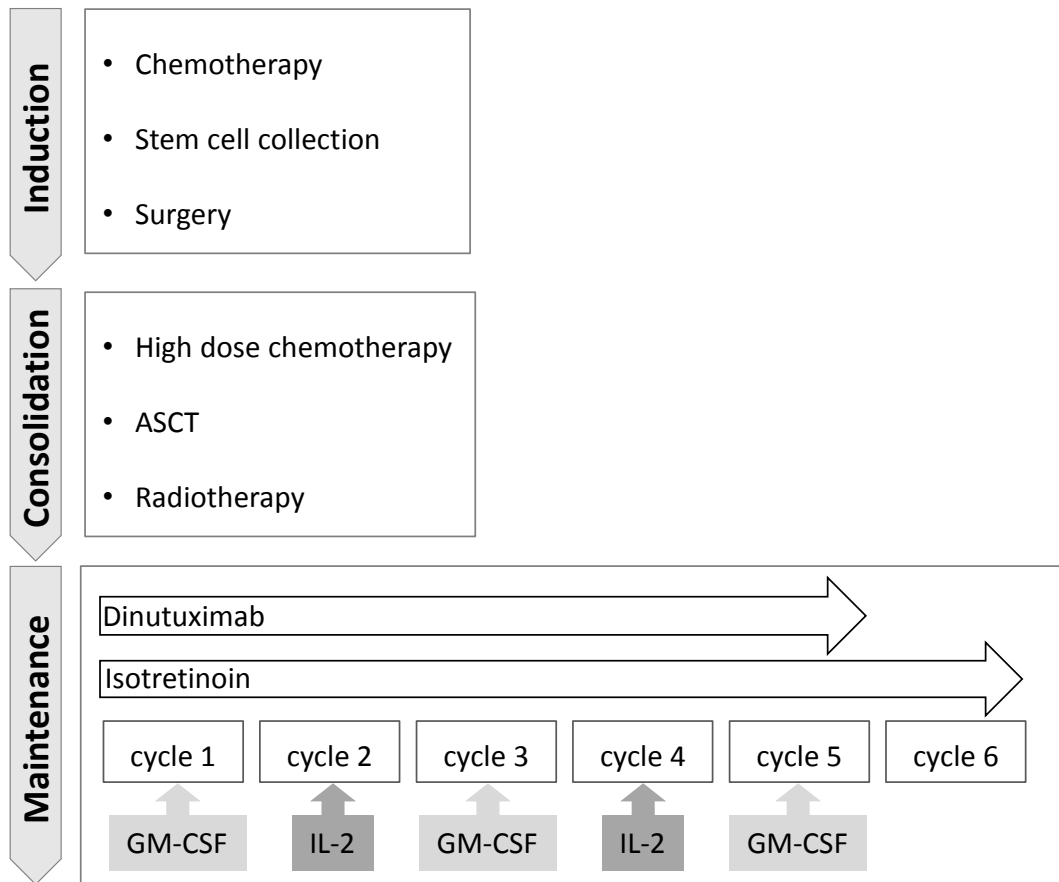 Induction
• Chemotherapy
• Stem cell collection
• Surgery
Consolidation
• High dose chemotherapy
• ASCT
• Radiotherapy
Maintenance
Dinutuximab
Isotretinoin
cycle 1 cycle 2 cycle 3 cycle 4 cycle 5 cycle 6
GM-CSF IL-2 GM-CSF IL-2 GM-CSF